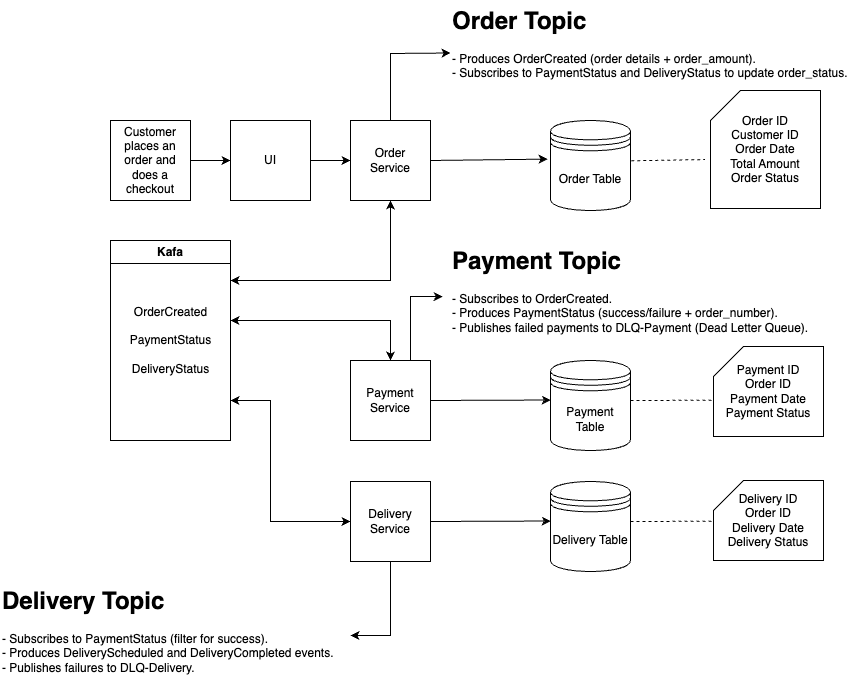 Order Topic
- Produces OrderCreated (order details + order_amount).
- Subscribes to PaymentStatus and DeliveryStatus to update order_status.
Customer
places an
order and
does a
checkout
UI
Order
Service
Order Table
Order ID
Customer ID
Order Date
Total Amount
Order Status
Kafa
OrderCreated
PaymentStatus
DeliveryStatus
Payment Topic
- Subscribes to OrderCreated.
- Produces PaymentStatus (success/failure + order_number).
- Publishes failed payments to DLQ-Payment (Dead Letter Queue).
Payment
Service
Payment
Table
Payment ID
Order ID
Payment Date
Payment Status
Delivery
Service
Delivery Table
Delivery ID
Order ID
Delivery Date
Delivery Status
Delivery Topic
- Subscribes to PaymentStatus (filter for success).
- Produces DeliveryScheduled and DeliveryCompleted events.
- Publishes failures to DLQ-Delivery.